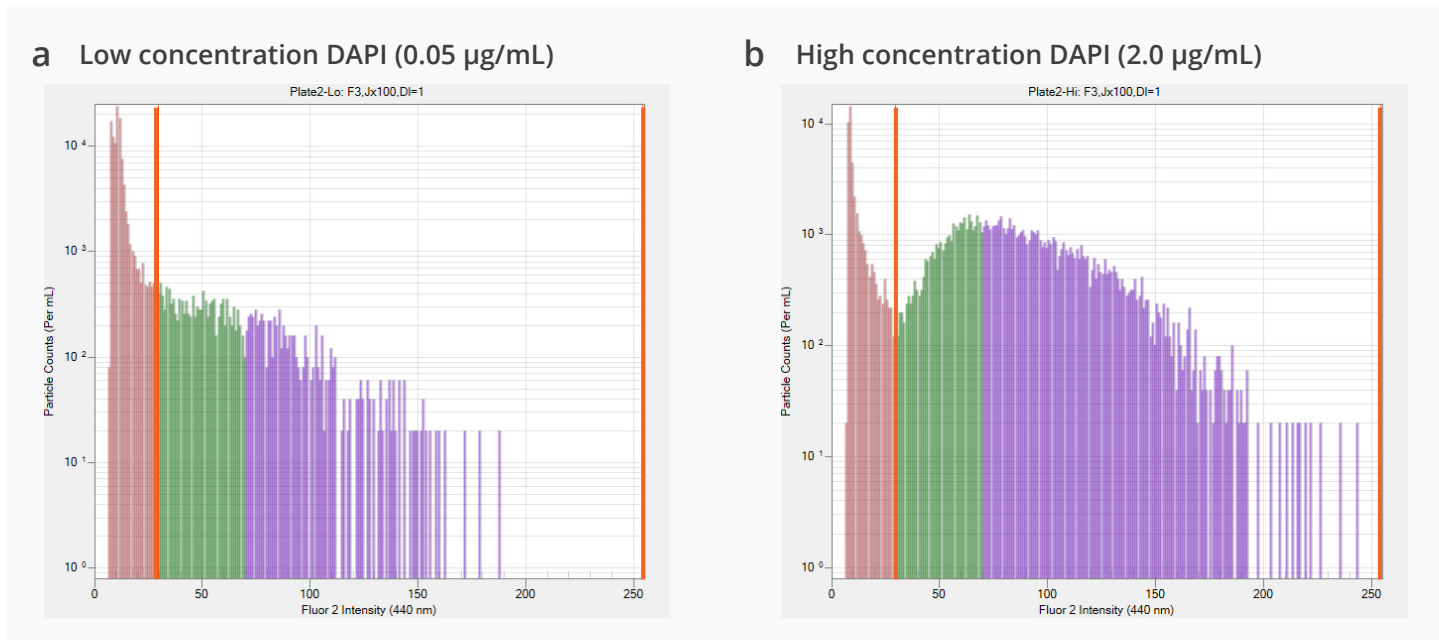 a Low concentration DAPI (0.05 µg/mL)
Plate2-Lo: F3,Jx100,DI=1
Particle Counts (Per mL)
10 4
10 3
10 2
10 1
10 0
0 50 100 150 200 250
Fluor 2 Intensity (440 nm)
b High concentration DAPI (2.0 µg/mL)
Plate2-Hi: F3,Jx100,DI=1
Particle Counts (Per mL)
10 4
10 3
10 2
10 1
10 0
0 50 100 150 200 250
Fluor 2 Intensity (440 nm)